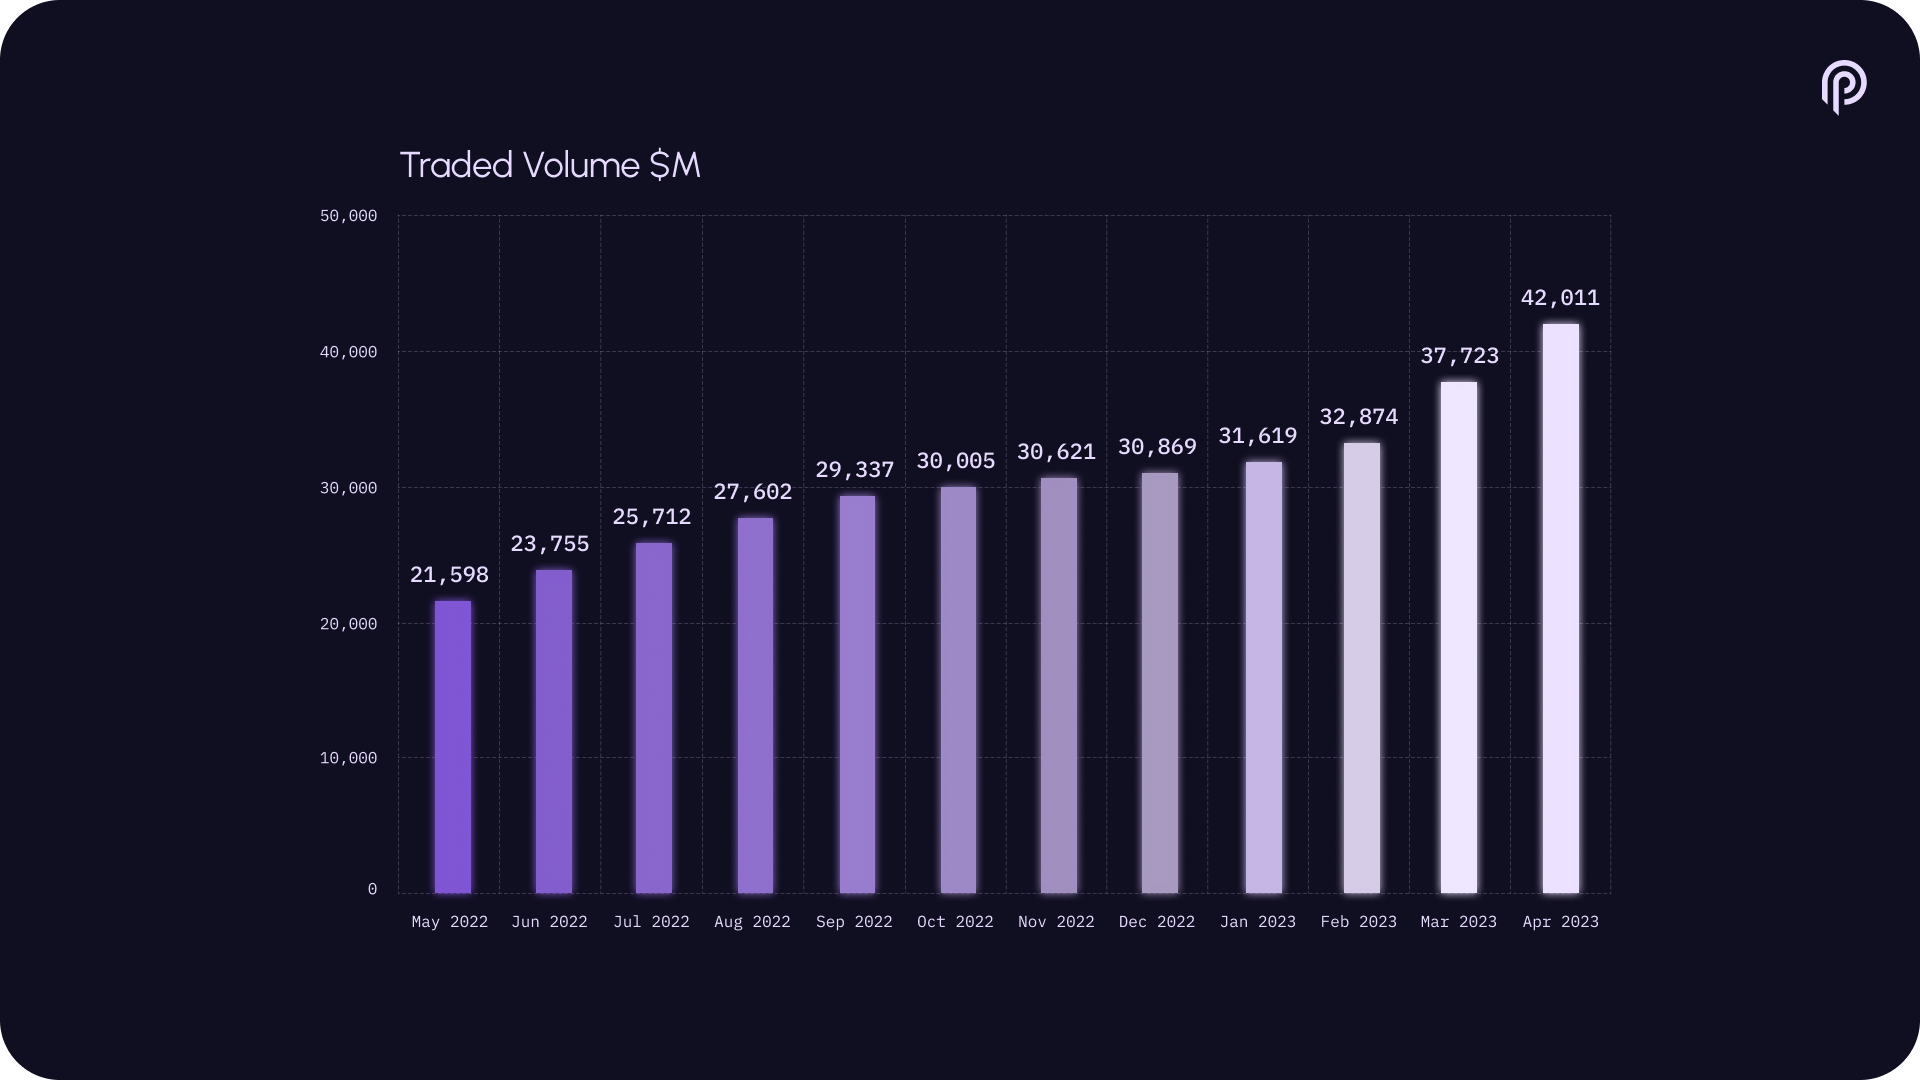 Traded Volume $M
50,000
40,000
30,000
20,000
10,000
0
21,598
23,755
25,712
27,602
29,337
30,005
30,621
30,869
31,619
32,874
37,723
42,011
May 2022
Jun 2022
Jul 2022
Aug 2022
Sep 2022
Oct 2022
Nov 2022
Dec 2022
Jan 2023
Feb 2023
Mar 2023
Apr 2023